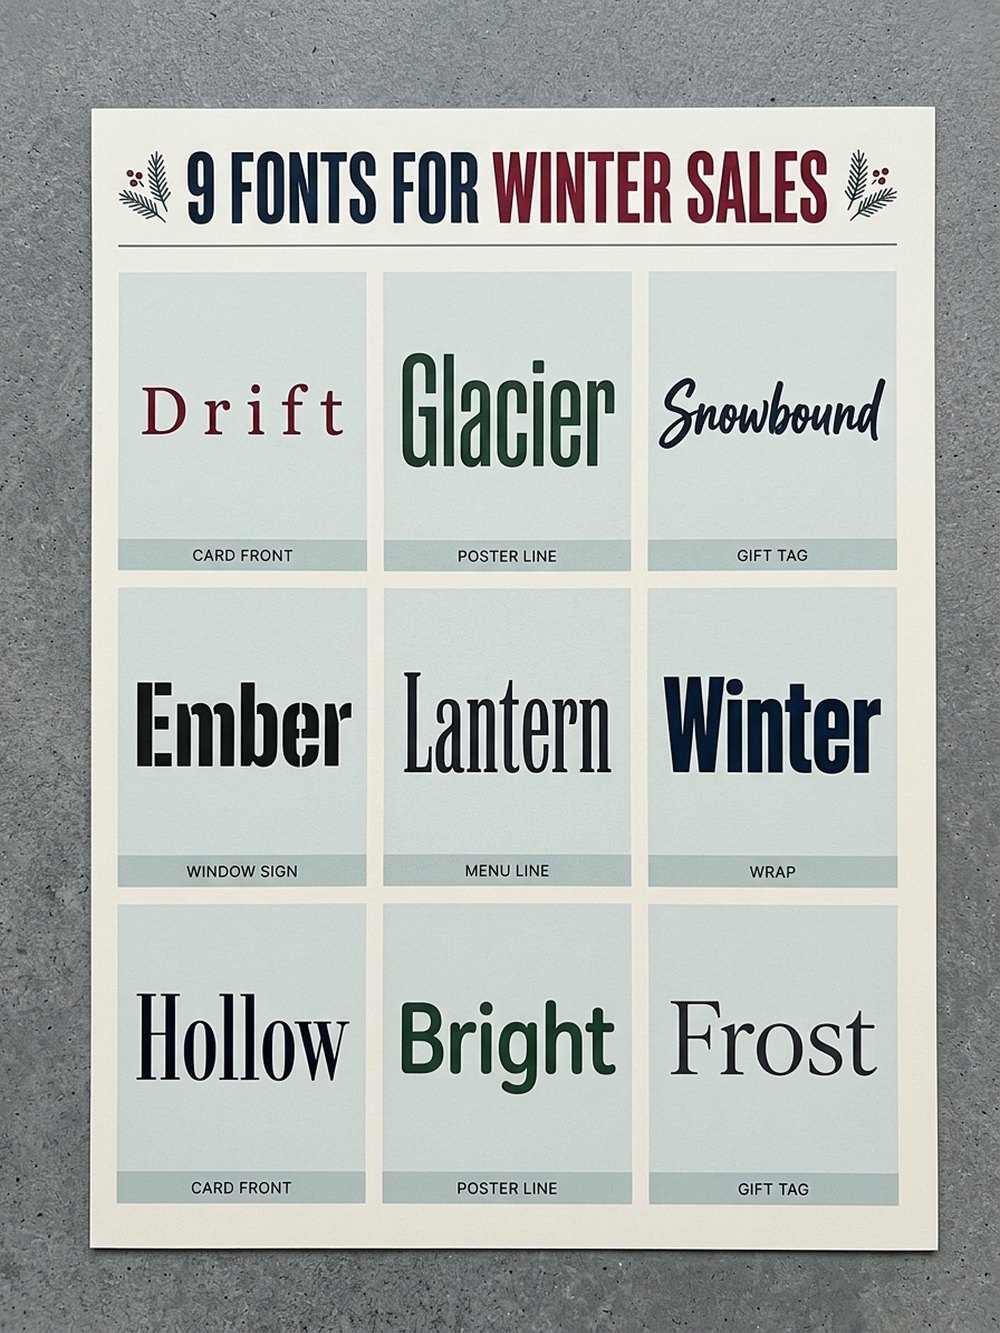 9 FONTS FOR WINTER SALES
Drift
Glacier
Snowbound
CARD FRONT
POSTER LINE
GIFT TAG
Ember
Lantern
Winter
WINDOW SIGN
MENU LINE
WRAP
Hollow
Bright
Frost
CARD FRONT
POSTER LINE
GIFT TAG